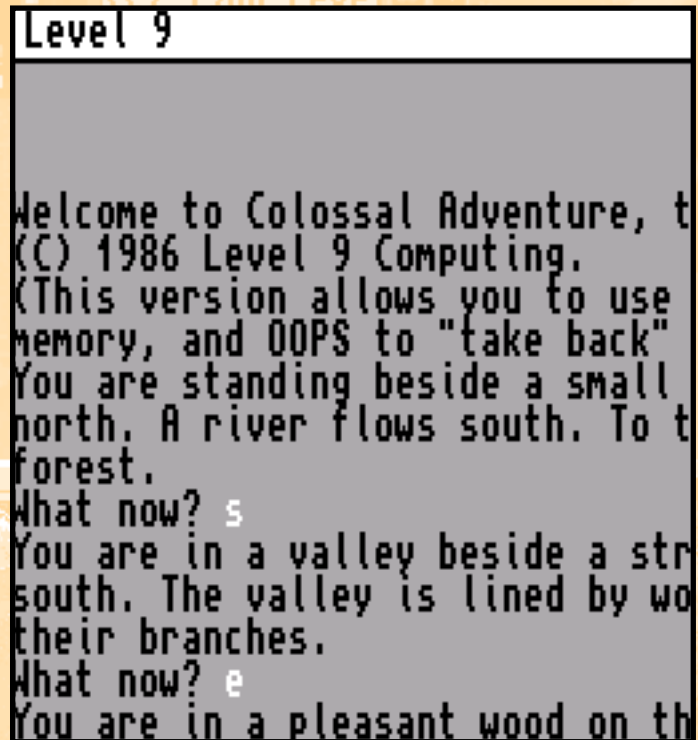 Level 9
Welcome to Colossal Adventure, t
(C) 1986 Level 9 Computing.
(This version allows you to use
memory, and OOPS to "take back"
You are standing beside a small
north. A river flows south. To t
forest.
What now? s
You are in a valley beside a str
south. The valley is lined by wo
their branches.
What now? e
You are in a pleasant wood on th